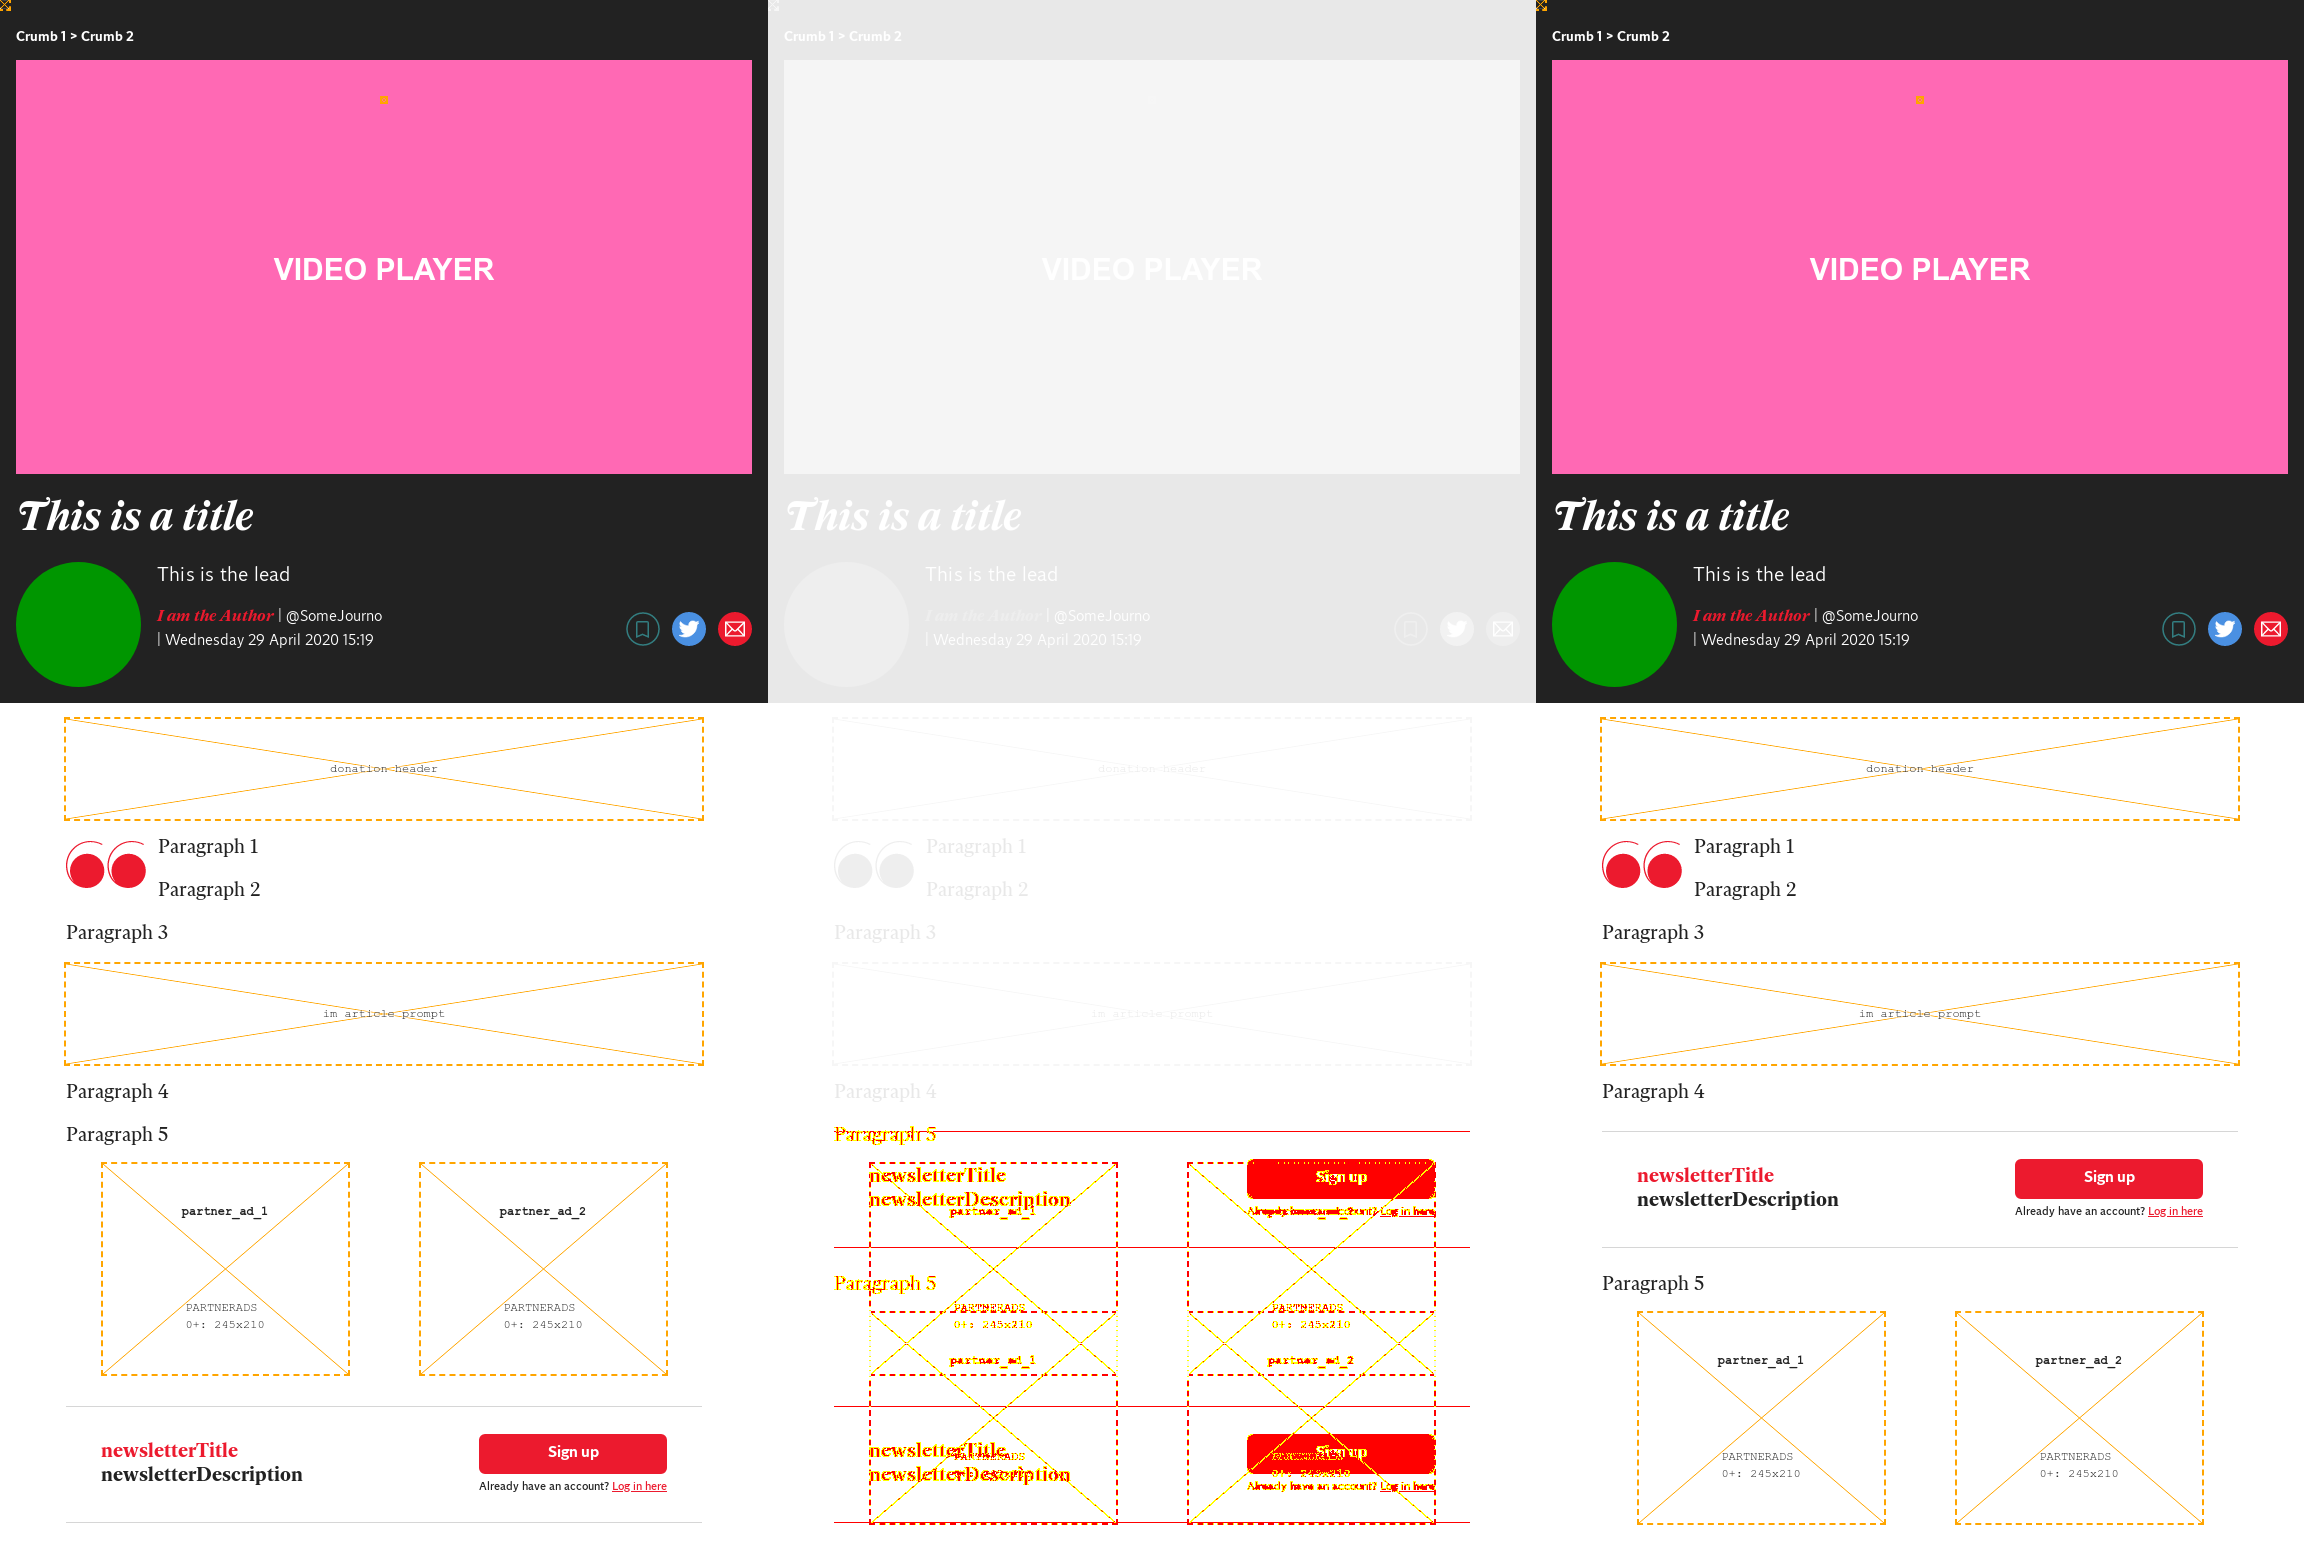 Crumb 1 > Crumb 2
VIDEO PLAYER
This is a title
This is the lead
I am the Author | @SomeJourno
| Wednesday 29 April 2020 15:19
donation header
Paragraph 1
Paragraph 2
Paragraph 3
im article prompt
Paragraph 4
Paragraph 5
partner_ad_1
partner_ad_2
PARTNERADS
0+: 245x210
PARTNERADS
0+: 245x210
newsletterTitle
newsletterDescription
Sign up
Already have an account? Log in here
Crumb 1 > Crumb 2
VIDEO PLAYER
This is a title
This is the lead
I am the Author | @SomeJourno
| Wednesday 29 April 2020 15:19
donation header
Paragraph 1
Paragraph 2
Paragraph 3
im article prompt
Paragraph 4
Paragraph 5
newsletterTitle
newsletterDescription
partner_ad_1
Sign up
Log in here
Paragraph 5
PARTNERADS
0+: 245x210
PARTNERADS
0+: 245x210
partner_ad_1
partner_ad_2
newsletterTitle
newsletterDescription
Sign up
Already have an account? Log in here
Crumb 1 > Crumb 2
VIDEO PLAYER
This is a title
This is the lead
I am the Author | @SomeJourno
| Wednesday 29 April 2020 15:19
donation header
Paragraph 1
Paragraph 2
Paragraph 3
im article prompt
Paragraph 4
newsletterTitle
newsletterDescription
Sign up
Already have an account? Log in here
Paragraph 5
partner_ad_1
partner_ad_2
PARTNERADS
0+: 245x210
PARTNERADS
0+: 245x210